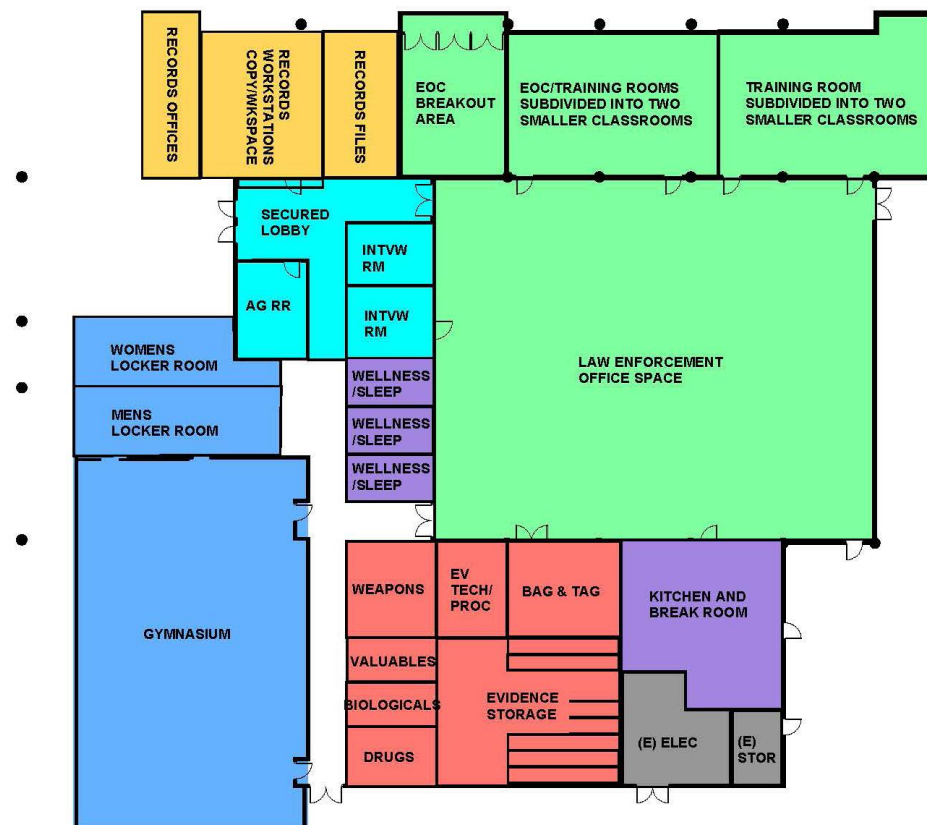 RECORDS OFFICES
RECORDS
WORKSTATIONS
COPY/WKSPACE
RECORDS FILES
EOC
BREAKOUT
AREA
EOC/TRAINING ROOMS
SUBDIVIDED INTO TWO
SMALLER CLASSROOMS
TRAINING ROOM
SUBDIVIDED INTO TWO
SMALLER CLASSROOMS
SECURED
LOBBY
INTVW
RM
AG RR
INTVW
RM
WOMENS
LOCKER ROOM
MENS
LOCKER ROOM
WELLNESS
/SLEEP
WELLNESS
/SLEEP
WELLNESS
/SLEEP
LAW ENFORCEMENT
OFFICE SPACE
GYMNASIUM
WEAPONS
EV
TECH/
PROC
BAG & TAG
KITCHEN AND
BREAK ROOM
VALUABLES
BIOLOGICALS
DRUGS
EVIDENCE
STORAGE
(E) ELEC
(E)
STOR